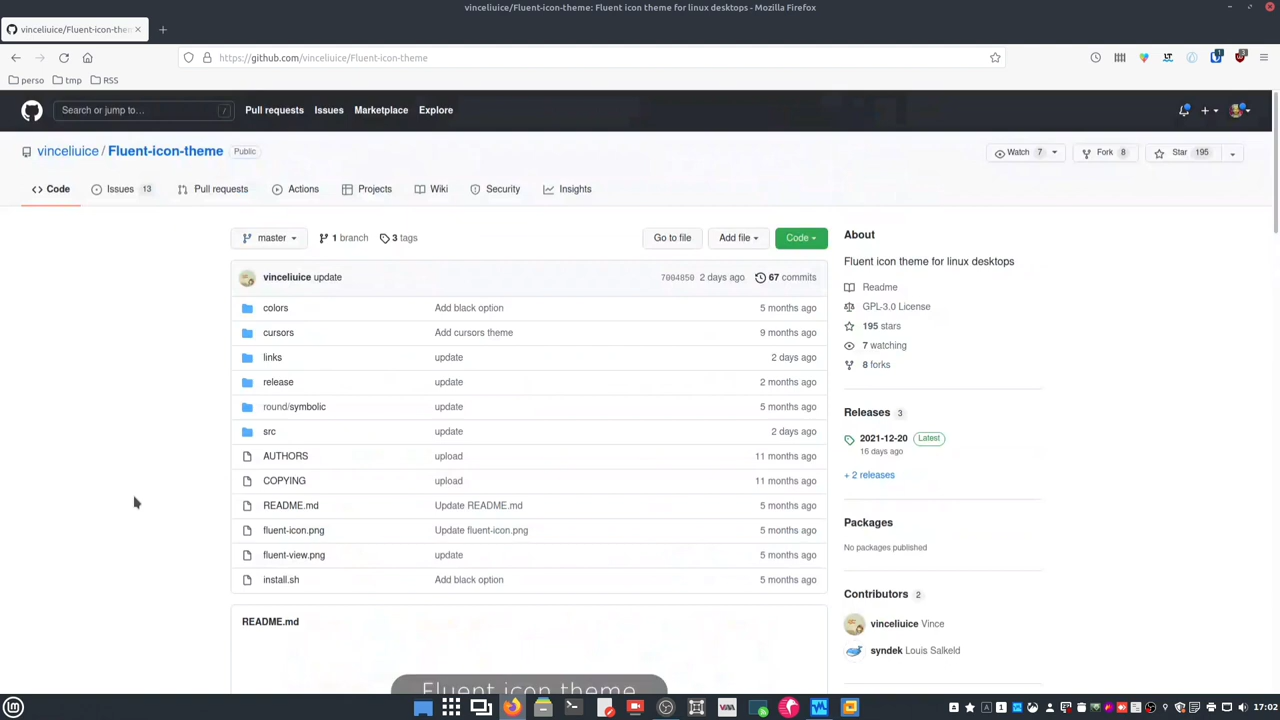 vinceliuice/Fluent-icon-theme: Fluent icon theme for linux desktops - Mozilla Firefox
vinceliuice/Fluent-icon-the
https://github.com/vinceliuice/Fluent-icon-theme
perso tmp RSS
Search or jump to… / Pull requests Issues Marketplace Explore
vinceliuice / Fluent-icon-theme Public
Watch 7 Fork 8 Star 195
Code Issues 13 Pull requests Actions Projects Wiki Security Insights
master 1 branch 3 tags Go to file Add file Code
vinceliuice update 7004850 2 days ago 67 commits
colors Add black option 5 months ago
cursors Add cursors theme 9 months ago
links update 2 days ago
release update 2 months ago
round/symbolic update 5 months ago
src update 2 days ago
AUTHORS upload 11 months ago
COPYING upload 11 months ago
README.md Update README.md 5 months ago
fluent-icon.png Update fluent-icon.png 5 months ago
fluent-view.png update 5 months ago
install.sh Add black option 5 months ago
README.md
Fluent icon theme
About
Fluent icon theme for linux desktops
Readme
GPL-3.0 License
195 stars
7 watching
8 forks
Releases 3
2021-12-20 Latest
16 days ago
+ 2 releases
Packages
No packages published
Contributors 2
vinceliuice Vince
syndek Louis Salkeld
17:02